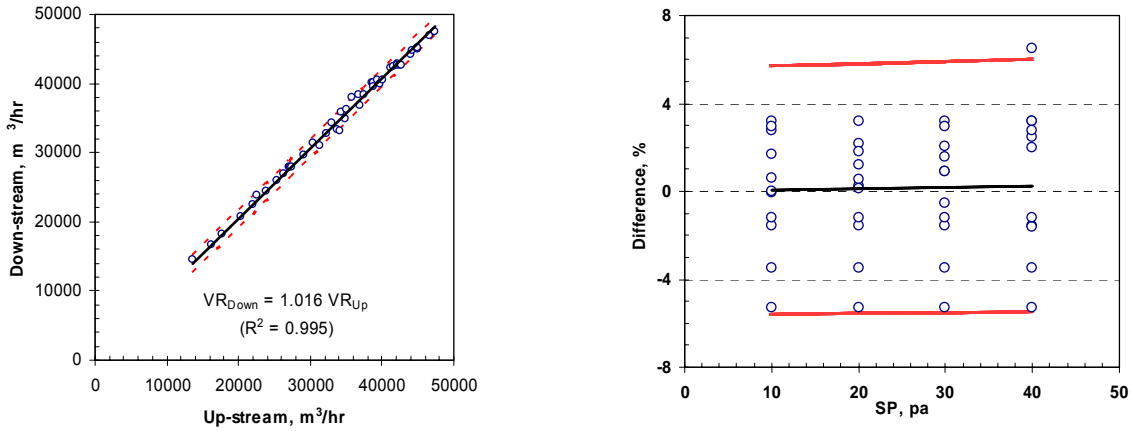 50000
40000
30000
20000
10000
0
Down-stream, m³/hr
VR_Down = 1.016 VR_Up
(R² = 0.995)
0 10000 20000 30000 40000 50000
Up-stream, m³/hr
8%
4%
0%
-4%
-8%
Difference, %
0 10 20 30 40 50
SP, pa